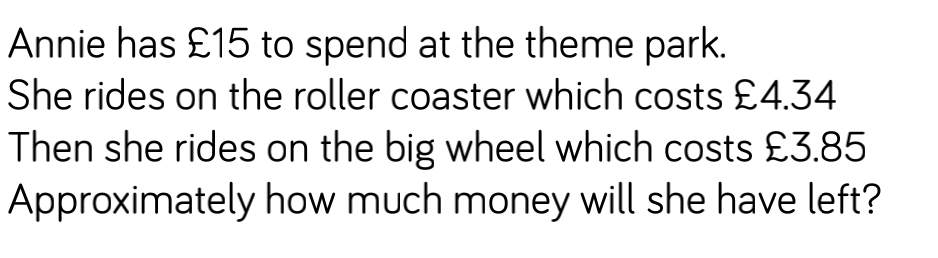 Annie has £15 to spend at the theme park.
She rides on the roller coaster which costs £4.34
Then she rides on the big wheel which costs £3.85
Approximately how much money will she have left?